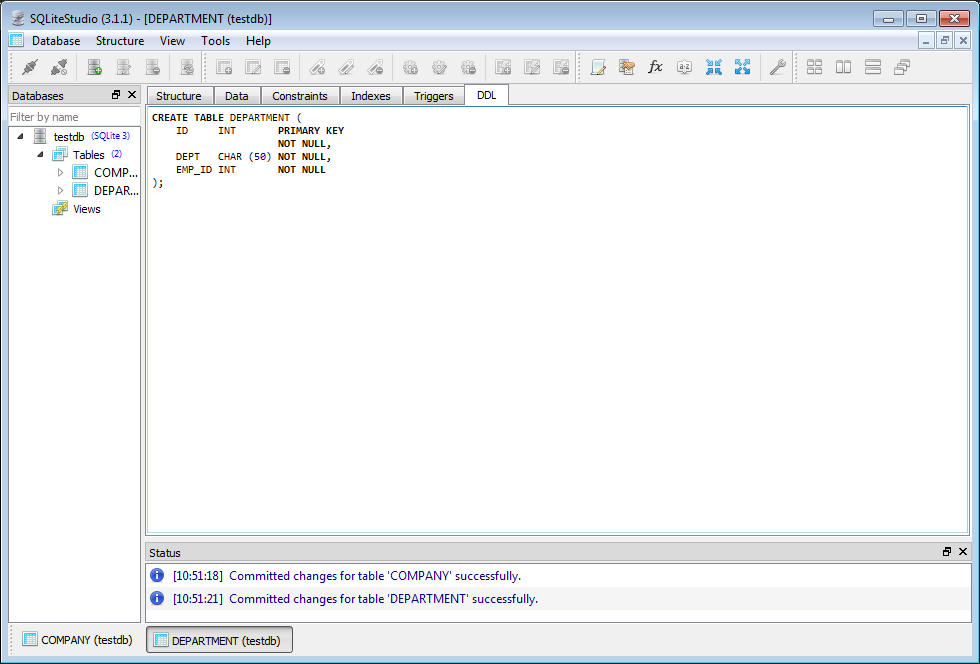 SQLiteStudio (3.1.1) - [DEPARTMENT (testdb)]
Database Structure View Tools Help
Databases
Filter by name
testdb (SQLite 3)
Tables (2)
COMP...
DEPAR...
Views
Structure Data Constraints Indexes Triggers DDL
CREATE TABLE DEPARTMENT (
ID INT PRIMARY KEY
NOT NULL,
DEPT CHAR (50) NOT NULL,
EMP_ID INT NOT NULL
);
Status
[10:51:18] Committed changes for table 'COMPANY' successfully.
[10:51:21] Committed changes for table 'DEPARTMENT' successfully.
COMPANY (testdb) DEPARTMENT (testdb)